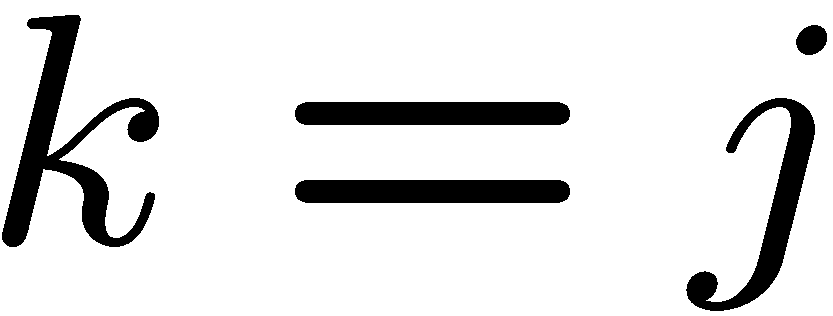 k = j